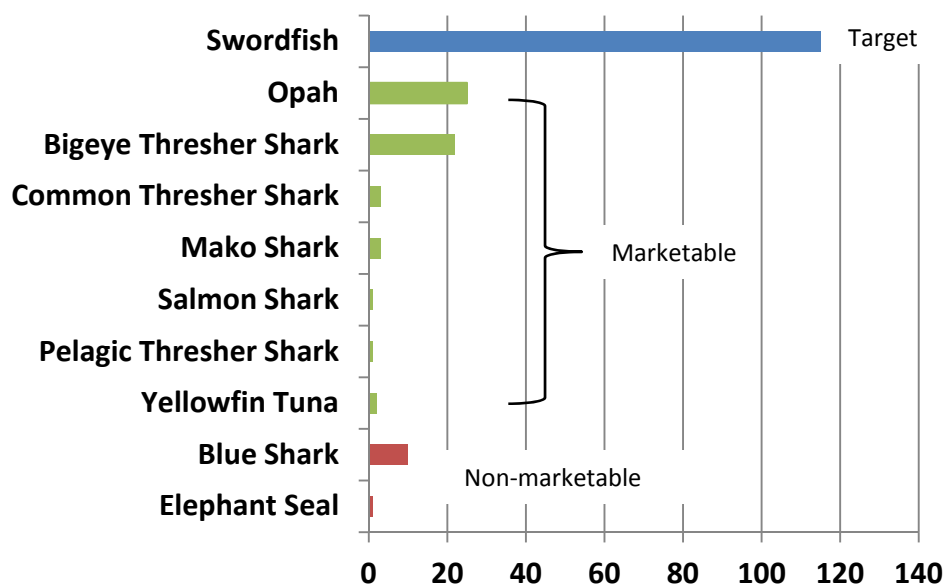 Swordfish
Target
Opah
Bigeye Thresher Shark
Common Thresher Shark
Mako Shark
Marketable
Salmon Shark
Pelagic Thresher Shark
Yellowfin Tuna
Blue Shark
Non-marketable
Elephant Seal
0 20 40 60 80 100 120 140